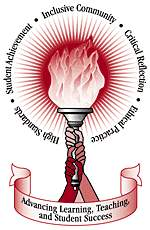 High Standards • Student Achievement • Inclusive Community • Critical Reflection • Ethical Practice
Advancing Learning, Teaching,
and Student Success